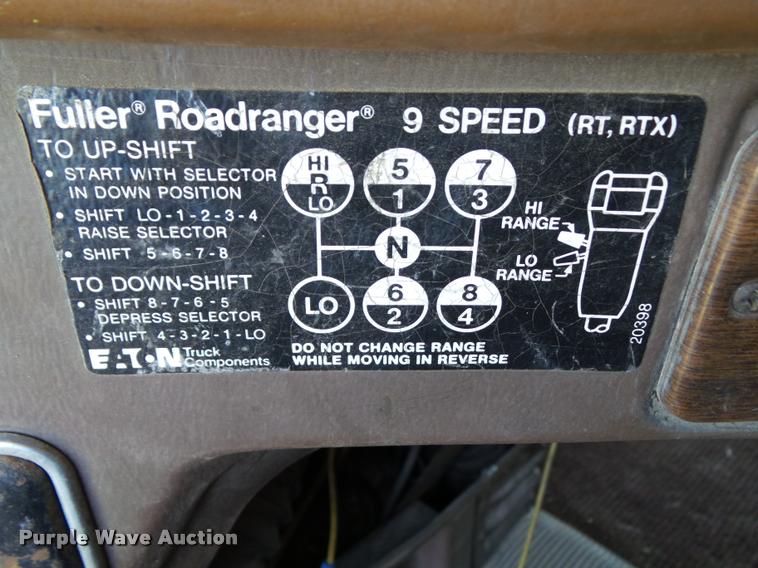 Fuller® Roadranger® 9 SPEED (RT, RTX)
TO UP-SHIFT
• START WITH SELECTOR
IN DOWN POSITION
• SHIFT LO-1-2-3-4
RAISE SELECTOR
• SHIFT 5-6-7-8
TO DOWN-SHIFT
• SHIFT 8-7-6-5
DEPRESS SELECTOR
• SHIFT 4-3-2-1-LO
EATON Truck
Components
HI
R
LO
5
1
7
3
N
LO
6
2
8
4
DO NOT CHANGE RANGE
WHILE MOVING IN REVERSE
HI
RANGE
LO
RANGE
20398
Purple Wave Auction